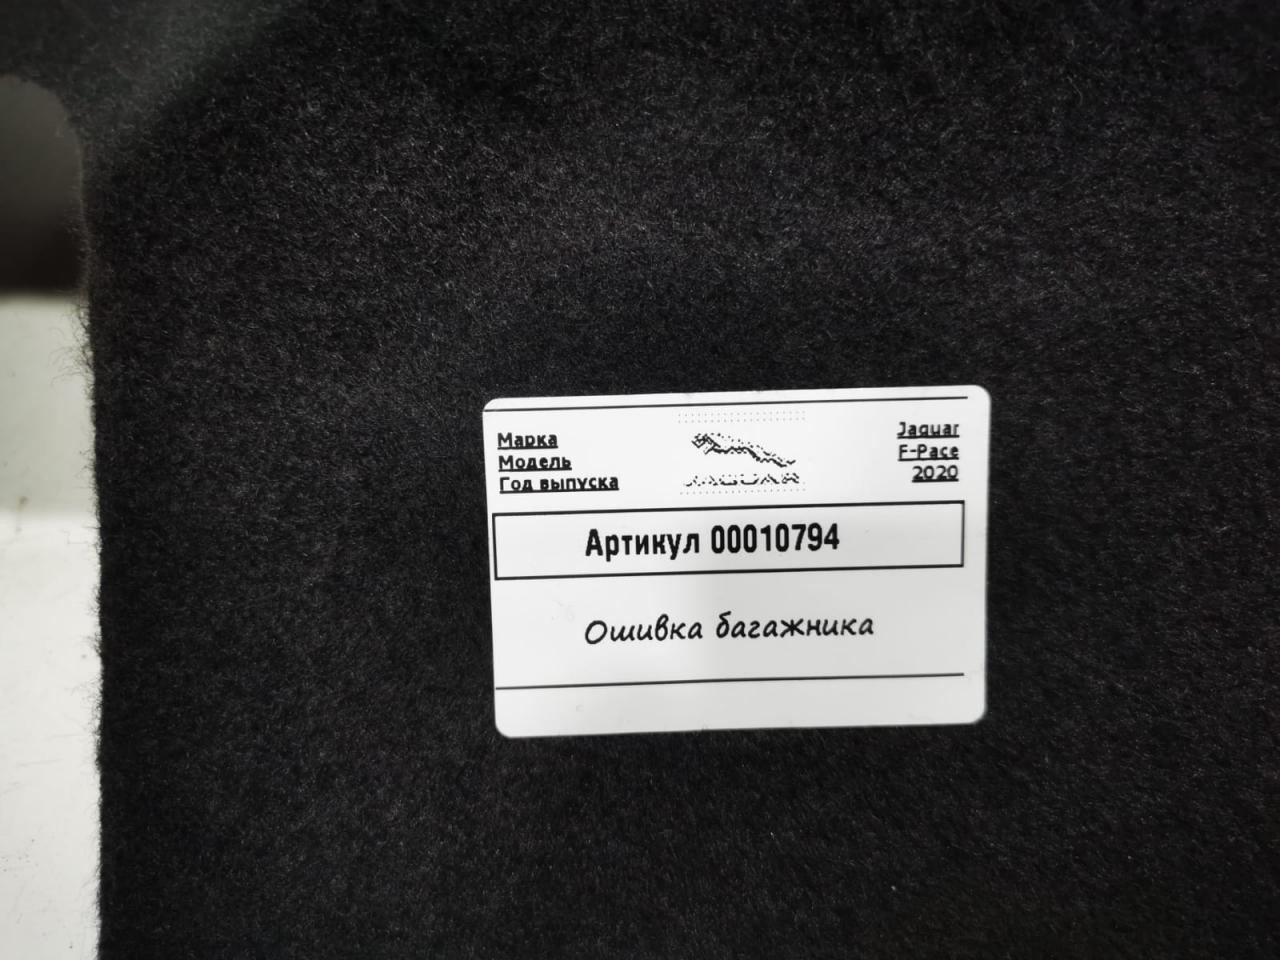 Марка Jaguar
Модель F-Pace
Год выпуска 2020
JAGUAR
Артикул 00010794
Ошивка багажника